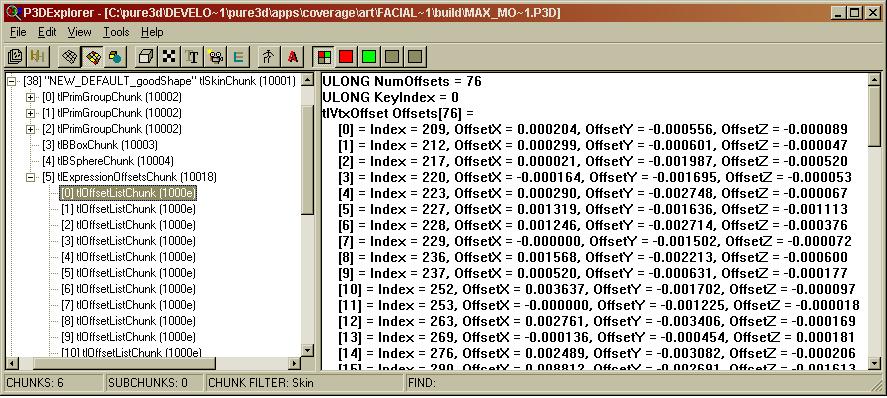 P3DExplorer - [C:\pure3d\DEVELO~1\pure3d\apps\coverage\art\FACIAL~1\build\MAX_MO~1.P3D]
File Edit View Tools Help
[38] "NEW_DEFAULT_goodShape" tlSkinChunk (10001)
[0] tlPrimGroupChunk (10002)
[1] tlPrimGroupChunk (10002)
[2] tlPrimGroupChunk (10002)
[3] tlBBoxChunk (10003)
[4] tlBSphereChunk (10004)
[5] tlExpressionOffsetsChunk (10018)
[0] tlOffsetListChunk (1000e)
[1] tlOffsetListChunk (1000e)
[2] tlOffsetListChunk (1000e)
[3] tlOffsetListChunk (1000e)
[4] tlOffsetListChunk (1000e)
[5] tlOffsetListChunk (1000e)
[6] tlOffsetListChunk (1000e)
[7] tlOffsetListChunk (1000e)
[8] tlOffsetListChunk (1000e)
[9] tlOffsetListChunk (1000e)
[10] tlOffsetListChunk (1000e)
ULONG NumOffsets = 76
ULONG KeyIndex = 0
tlVtxOffset Offsets[76] =
[0] = Index = 209, OffsetX = 0.000204, OffsetY = -0.000556, OffsetZ = -0.000089
[1] = Index = 212, OffsetX = 0.000299, OffsetY = -0.000601, OffsetZ = -0.000047
[2] = Index = 217, OffsetX = 0.000021, OffsetY = -0.001987, OffsetZ = -0.000520
[3] = Index = 220, OffsetX = -0.000164, OffsetY = -0.001695, OffsetZ = -0.000053
[4] = Index = 223, OffsetX = 0.000290, OffsetY = -0.002748, OffsetZ = -0.000067
[5] = Index = 227, OffsetX = 0.001319, OffsetY = -0.001636, OffsetZ = -0.001113
[6] = Index = 228, OffsetX = 0.001246, OffsetY = -0.002714, OffsetZ = -0.000376
[7] = Index = 229, OffsetX = -0.000000, OffsetY = -0.001502, OffsetZ = -0.000072
[8] = Index = 236, OffsetX = 0.001568, OffsetY = -0.002213, OffsetZ = -0.000600
[9] = Index = 237, OffsetX = 0.000520, OffsetY = -0.000631, OffsetZ = -0.000177
[10] = Index = 252, OffsetX = 0.003637, OffsetY = -0.001702, OffsetZ = -0.000097
[11] = Index = 253, OffsetX = -0.000000, OffsetY = -0.001225, OffsetZ = -0.000018
[12] = Index = 263, OffsetX = 0.002761, OffsetY = -0.003406, OffsetZ = -0.000169
[13] = Index = 269, OffsetX = -0.000136, OffsetY = -0.000454, OffsetZ = 0.000181
[14] = Index = 276, OffsetX = 0.002489, OffsetY = -0.003082, OffsetZ = -0.000206
[15] = Index = 290, OffsetX = 0.008812, OffsetY = -0.002691, OffsetZ = -0.001613
CHUNKS: 6 SUBCHUNKS: 0 CHUNK FILTER: Skin FIND: